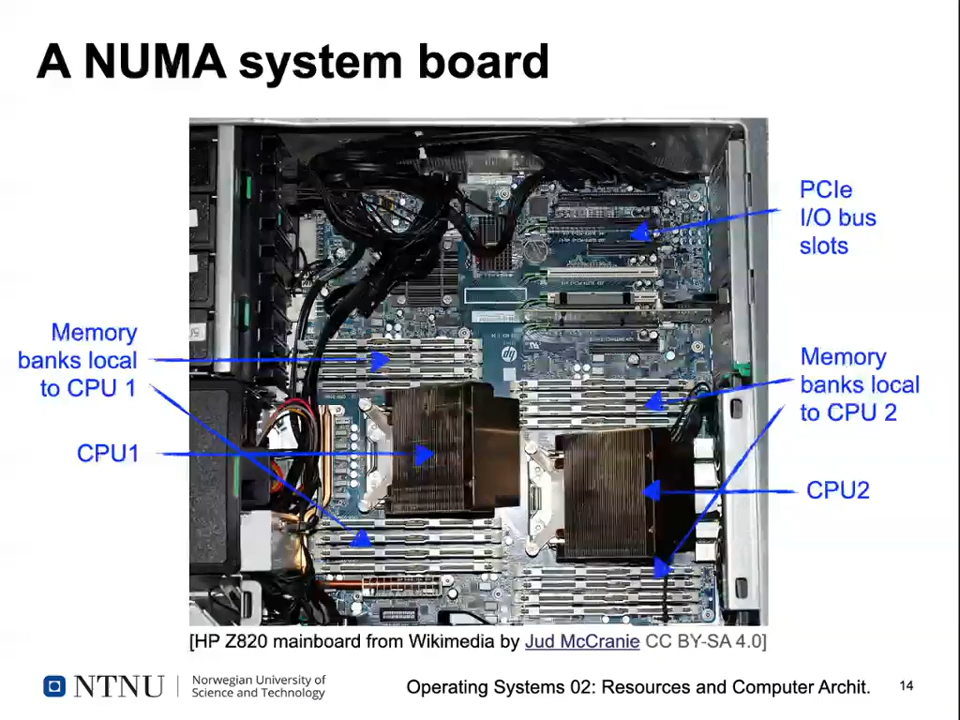 A NUMA system board
PCIe
I/O bus
slots
Memory
banks local
to CPU 1
Memory
banks local
to CPU 2
CPU1
CPU2
hp
[HP Z820 mainboard from Wikimedia by Jud McCranie CC BY-SA 4.0]
NTNU
Norwegian University of
Science and Technology
Operating Systems 02: Resources and Computer Archit.
14